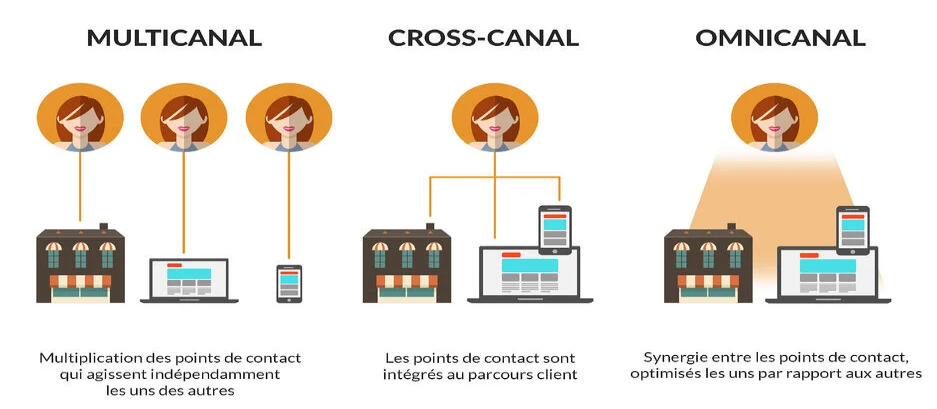 MULTICANAL
CROSS-CANAL
OMNICANAL
Multiplication des points de contact
qui agissent indépendamment
les uns des autres
Les points de contact sont
intégrés au parcours client
Synergie entre les points de contact,
optimisés les uns par rapport aux autres